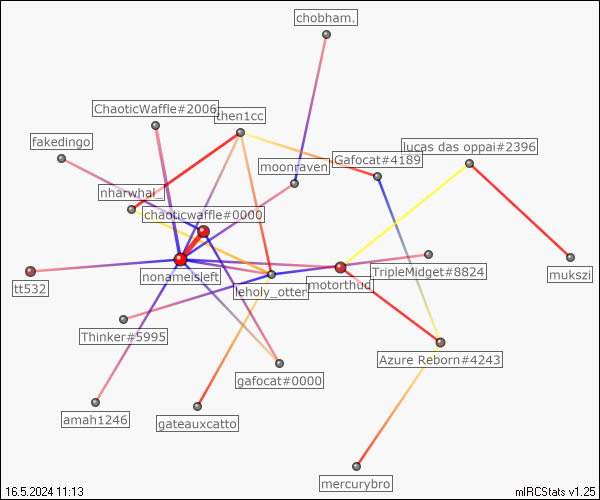 chobham.
ChaoticWaffle#2006
then1cc
fakedingo
lucas das oppai#2396
Gafocat#4189
moonraven
nharwhal_
chaoticwaffle#0000
nonameisleft
TripleMidget#8824
mukszi
tt532
leholy_otter
motorthud
Thinker#5995
Azure Reborn#4243
gafocat#0000
amah1246
gateauxcatto
mercurybro
16.5.2024 11:13
mIRCStats v1.25